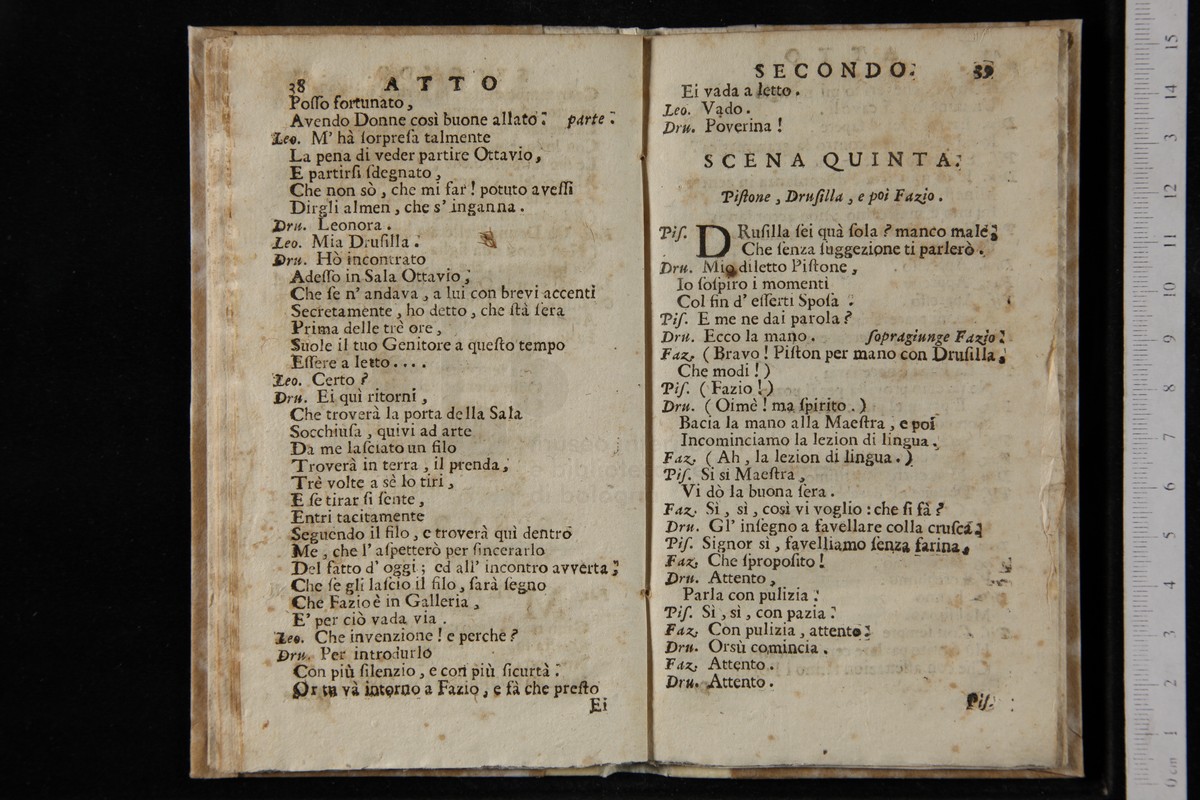 38 ATTO
Posso fortunato,
Avendo Donne così buone allato. parte.
Leo. M' hà sorpresa talmente
La pena di veder partire Ottavio,
E partirsi sdegnato,
Che non sò, che mi far! potuto avessi
Dirgli almen, che s' inganna.
Dru. Leonora.
Leo. Mia Drusilla.
Dru. Hò incontrato
Adesso in Sala Ottavio,
Che se n' andava, a lui con brevi accenti
Secretamente, ho detto, che stà sera
Prima delle trè ore,
Suole il tuo Genitore a questo tempo
Essere a letto....
Leo. Certo?
Dru. Ei quì ritorni,
Che troverà la porta della Sala
Socchiusa, quivi ad arte
Da me lasciato un filo
Troverà in terra, il prenda,
Trè volte a sè lo tiri,
E se tirar si sente,
Entri tacitamente
Seguendo il filo, e troverà quì dentro
Me, che l' aspetterò per sincerarlo
Del fatto d' oggi; ed all' incontro avverta;
Che se gli lascio il filo, sarà segno
Che Fazio è in Galleria,
E' per ciò vada via.
Leo. Che invenzione! e perche?
Dru. Per introdurlo
Con più silenzio, e con più sicurtà.
Or tu và intorno a Fazio, e fà che presto
Ei
SECONDO. 39
Ei vada a letto.
Leo. Vado.
Dru. Poverina!
SCENA QUINTA.
Pistone, Drusilla, e poi Fazio.
Pis. DRusilla sei quà sola? manco male;
Che senza suggezione ti parlerò.
Dru. Mio diletto Pistone,
Io sospiro i momenti
Col fin d' esserti Sposa.
Pis. E me ne dai parola?
Dru. Ecco la mano. sopragiunge Fazio.
Faz. (Bravo! Piston per mano con Drusilla,
Che modi!)
Pis. (Fazio!)
Dru. (Oimè! ma spirito.)
Bacia la mano alla Maestra, e poi
Incominciamo la lezion di lingua.
Faz. (Ah, la lezion di lingua.)
Pis. Si si Maestra,
Vi dò la buona sera.
Faz. Sì, sì, così vi voglio: che si fà?
Dru. Gl' insegno a favellare colla crusca.
Pis. Signor sì, favelliamo senza farina.
Faz. Che sproposito!
Dru. Attento,
Parla con pulizia.
Pis. Sì, sì, con pazia.
Faz. Con pulizia, attento.
Dru. Orsù comincia.
Faz. Attento.
Dru. Attento.
Pis.